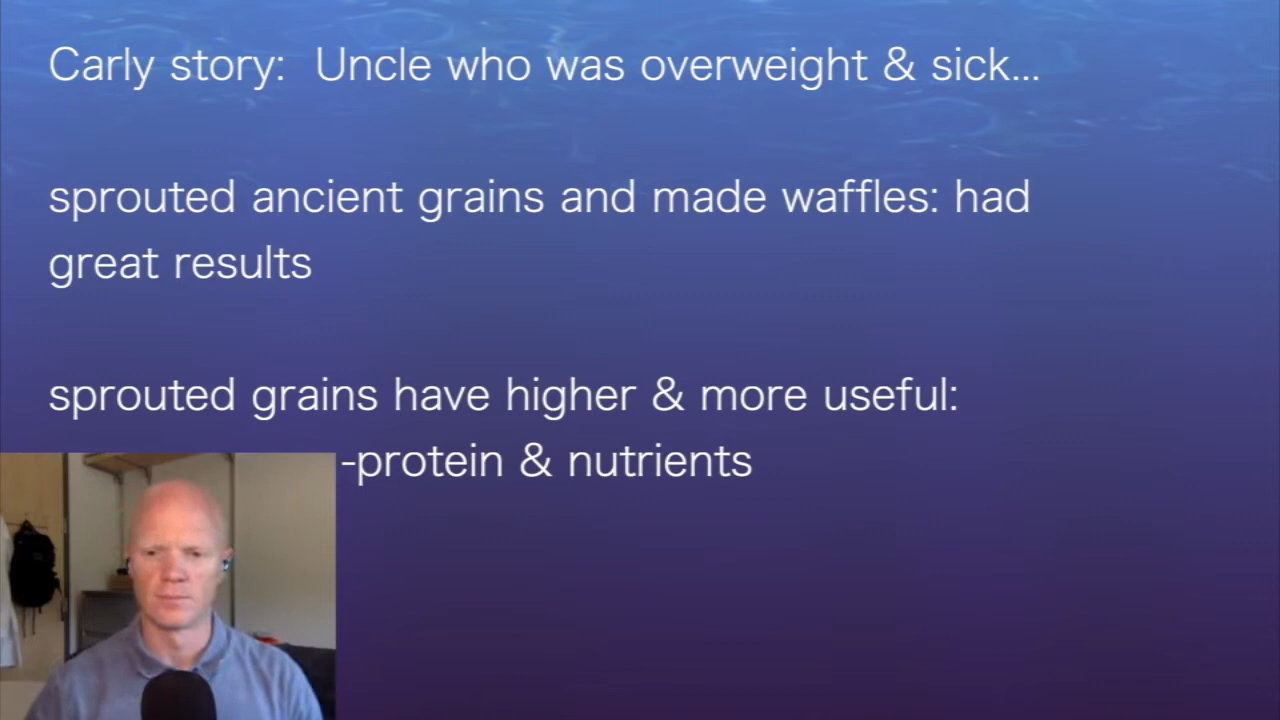 Carly story:  Uncle who was overweight & sick...
sprouted ancient grains and made waffles: had
great results
sprouted grains have higher & more useful:
-protein & nutrients